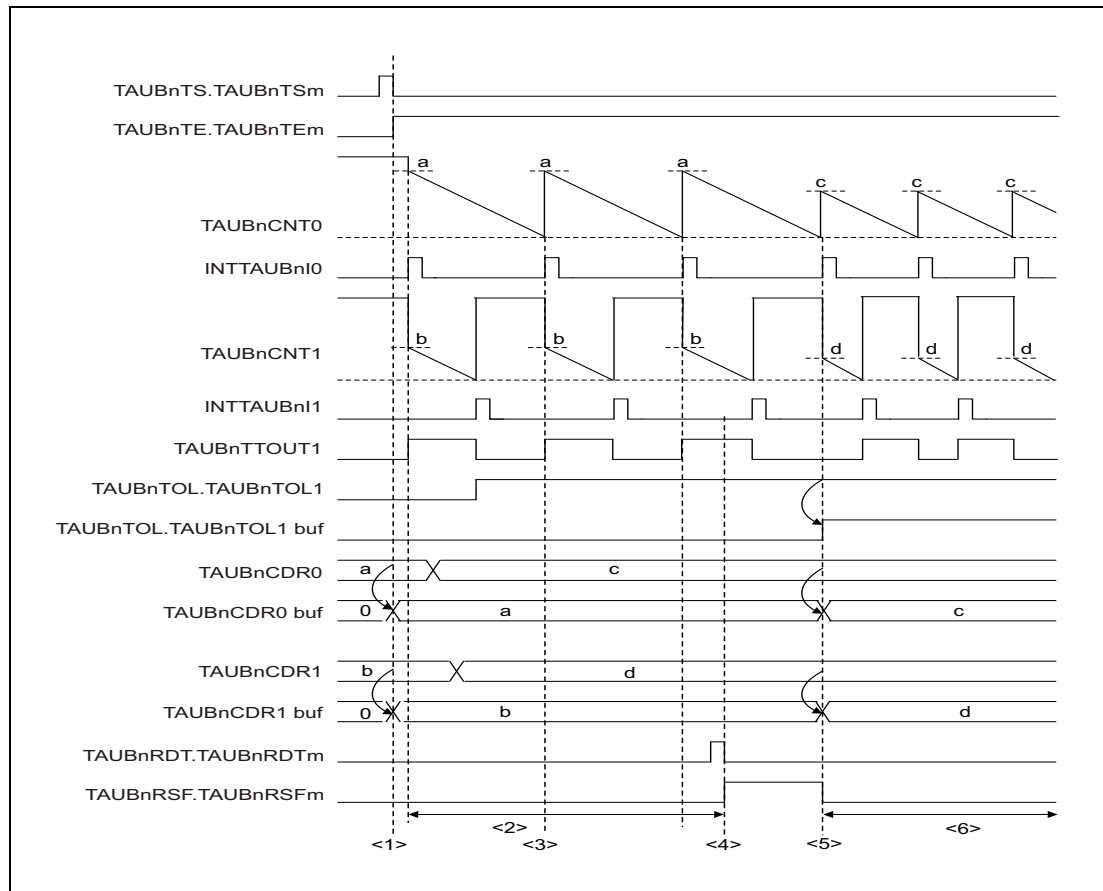 TAUBnTS.TAUBnTSm
TAUBnTE.TAUBnTEm
a a a
c c c
TAUBnCNT0
INTTAUBnI0
b b b
d d d
TAUBnCNT1
INTTAUBnI1
TAUBnTTOUT1
TAUBnTOL.TAUBnTOL1
TAUBnTOL.TAUBnTOL1 buf
TAUBnCDR0 a c
TAUBnCDR0 buf 0 a c
TAUBnCDR1 b d
TAUBnCDR1 buf 0 b d
TAUBnRDT.TAUBnRDTm
TAUBnRSF.TAUBnRSFm
<2> <6>
<1> <3> <4> <5>